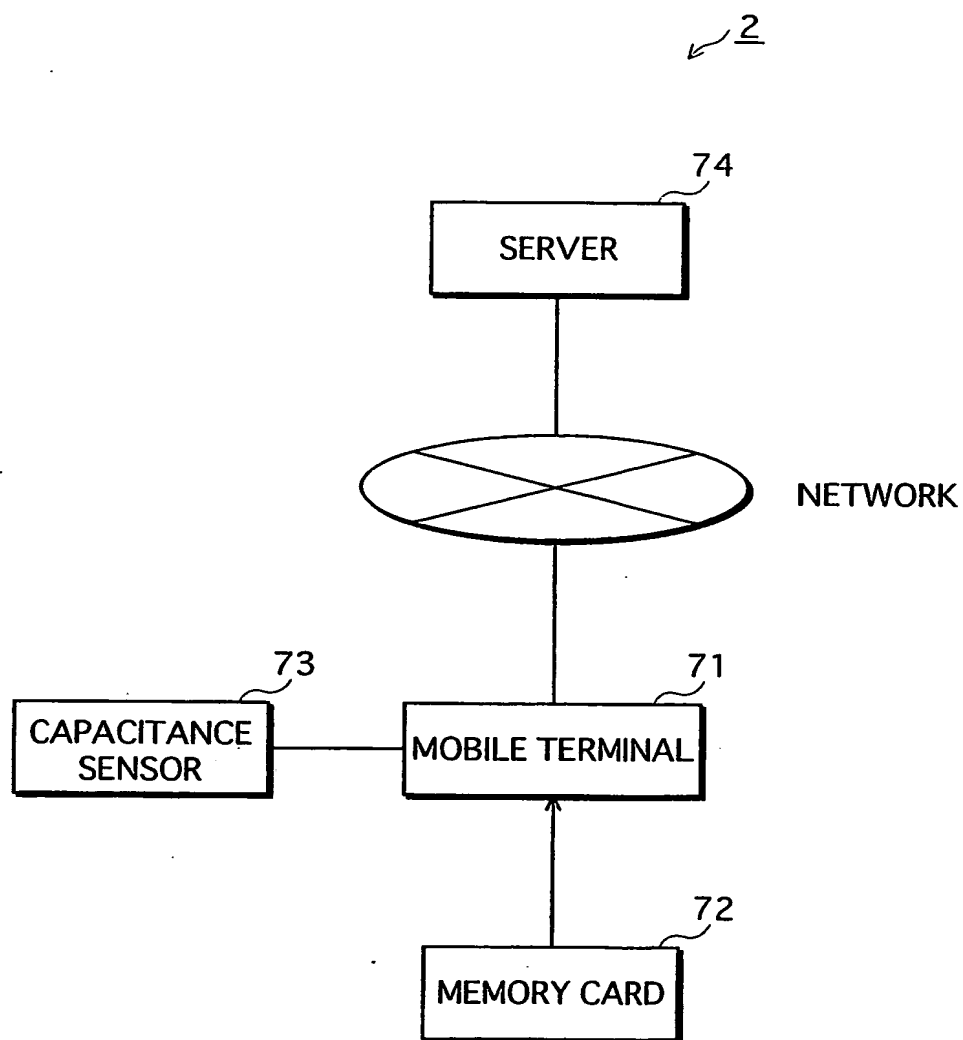 2
74
SERVER
NETWORK
73
71
CAPACITANCE
SENSOR
MOBILE TERMINAL
72
MEMORY CARD